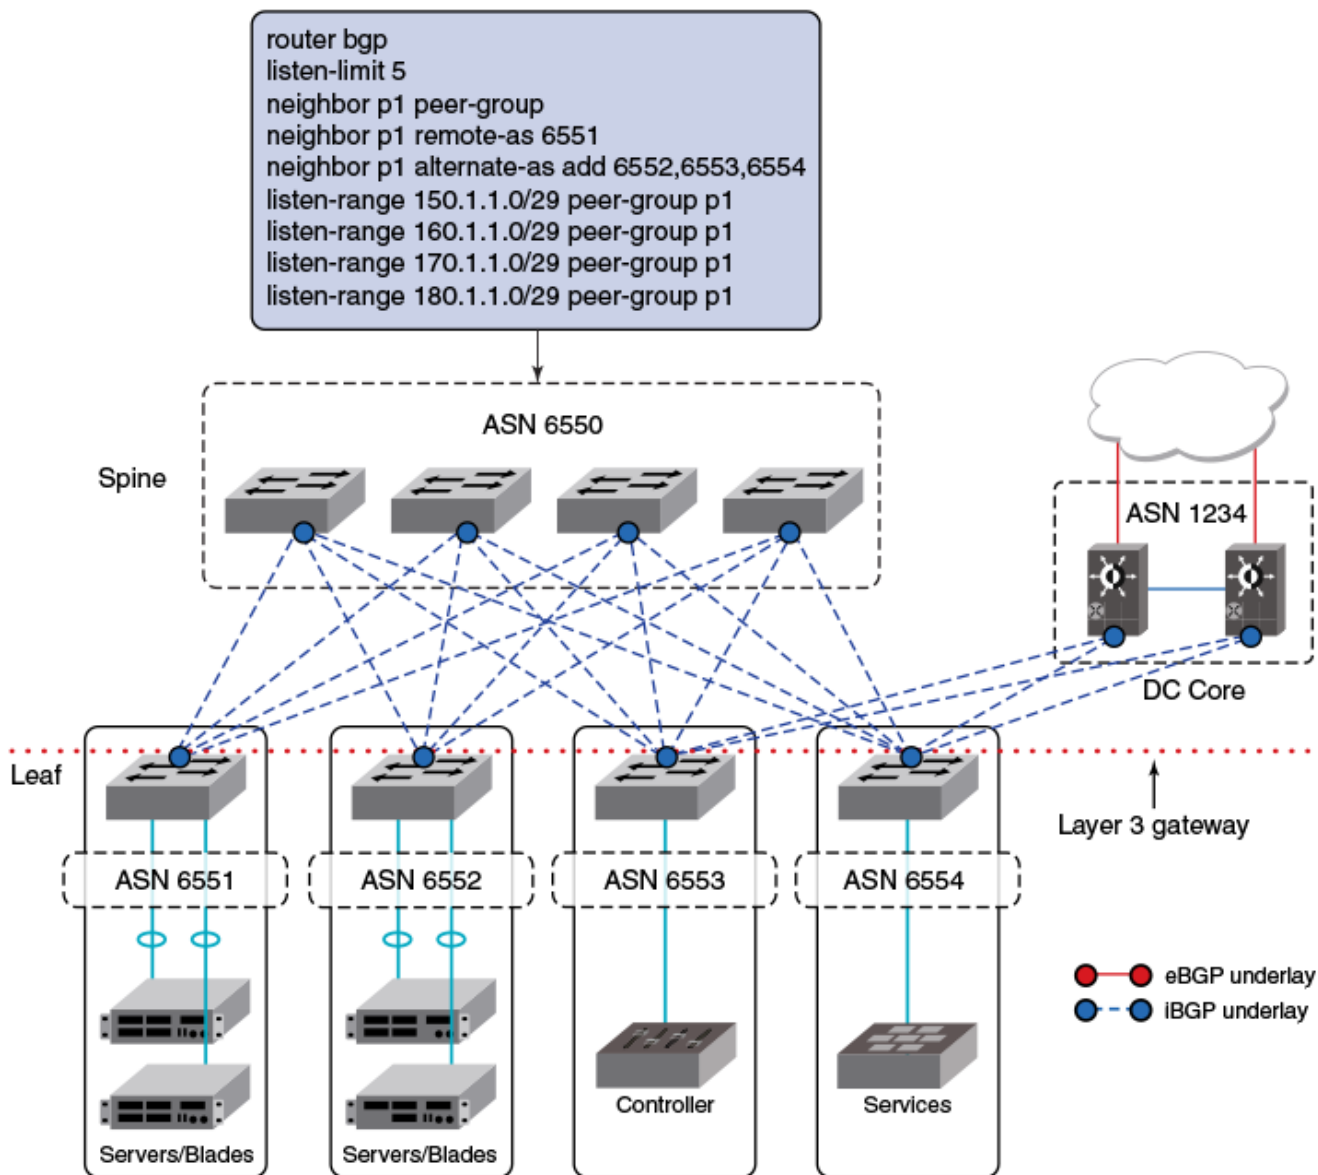 router bgp
listen-limit 5
neighbor p1 peer-group
neighbor p1 remote-as 6551
neighbor p1 alternate-as add 6552,6553,6554
listen-range 150.1.1.0/29 peer-group p1
listen-range 160.1.1.0/29 peer-group p1
listen-range 170.1.1.0/29 peer-group p1
listen-range 180.1.1.0/29 peer-group p1
ASN 6550
Spine
ASN 1234
DC Core
Leaf
Layer 3 gateway
ASN 6551
ASN 6552
ASN 6553
ASN 6554
eBGP underlay
iBGP underlay
Controller
Services
Servers/Blades
Servers/Blades